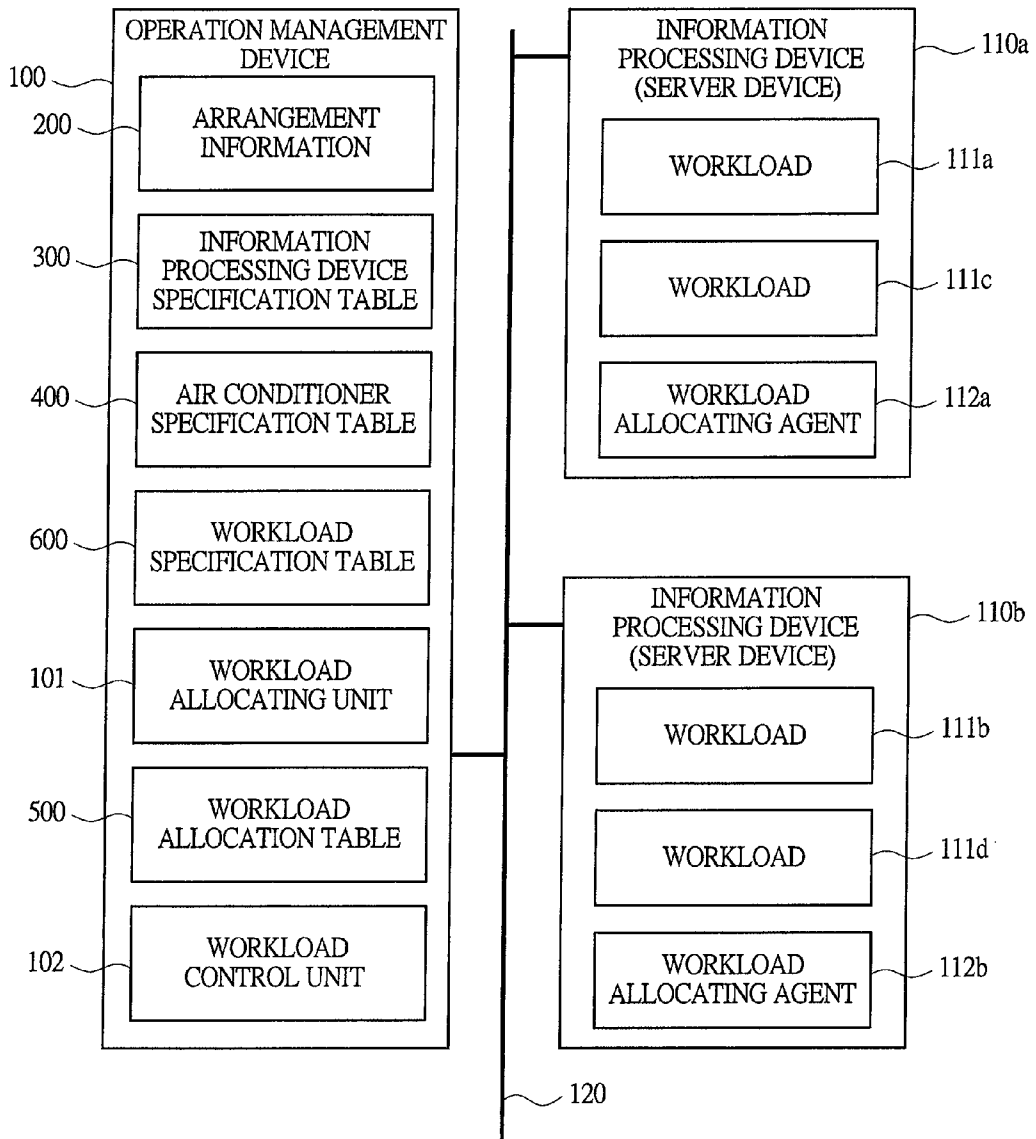 OPERATION MANAGEMENT
DEVICE
100
200
ARRANGEMENT
INFORMATION
300
INFORMATION
PROCESSING DEVICE
SPECIFICATION TABLE
400
AIR CONDITIONER
SPECIFICATION TABLE
600
WORKLOAD
SPECIFICATION TABLE
101
WORKLOAD
ALLOCATING UNIT
500
WORKLOAD
ALLOCATION TABLE
102
WORKLOAD
CONTROL UNIT
INFORMATION
PROCESSING DEVICE
(SERVER DEVICE)
110a
WORKLOAD
111a
WORKLOAD
111c
WORKLOAD
ALLOCATING AGENT
112a
INFORMATION
PROCESSING DEVICE
(SERVER DEVICE)
110b
WORKLOAD
111b
WORKLOAD
111d
WORKLOAD
ALLOCATING AGENT
112b
120